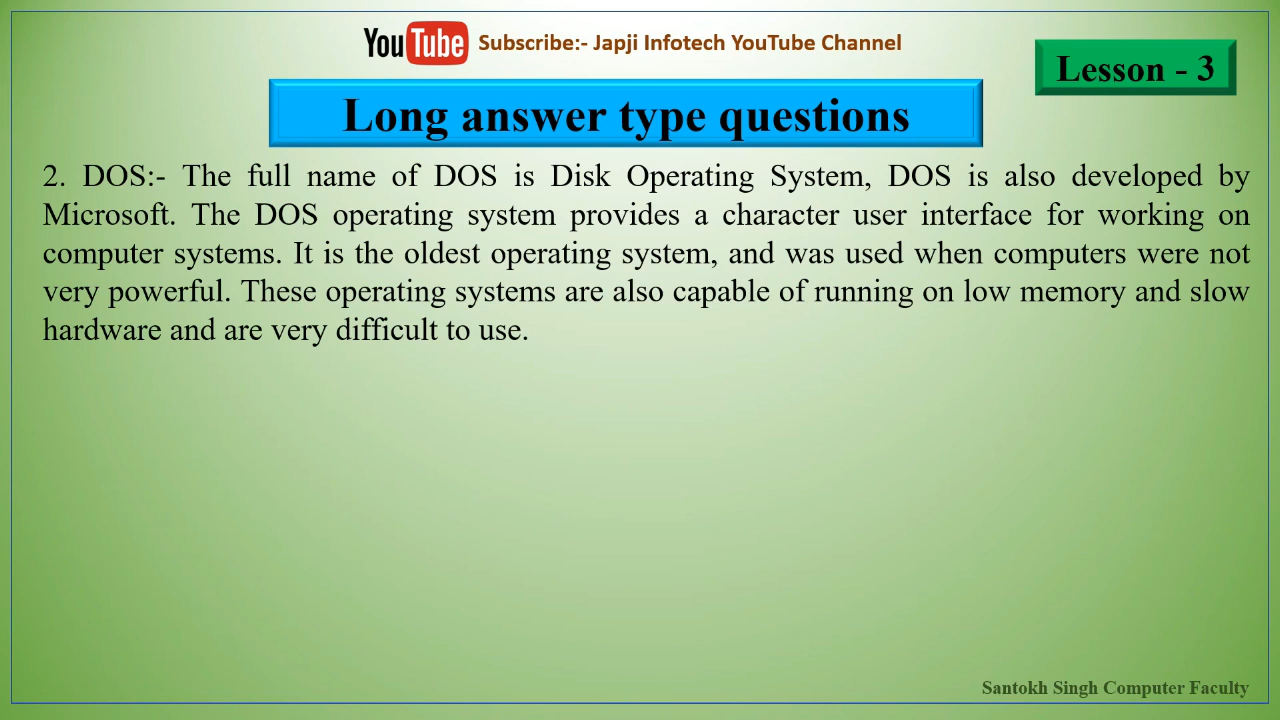 YouTube Subscribe:- Japji Infotech YouTube Channel
Lesson - 3
Long answer type questions
2. DOS:- The full name of DOS is Disk Operating System, DOS is also developed by
Microsoft. The DOS operating system provides a character user interface for working on
computer systems. It is the oldest operating system, and was used when computers were not
very powerful. These operating systems are also capable of running on low memory and slow
hardware and are very difficult to use.
Santokh Singh Computer Faculty